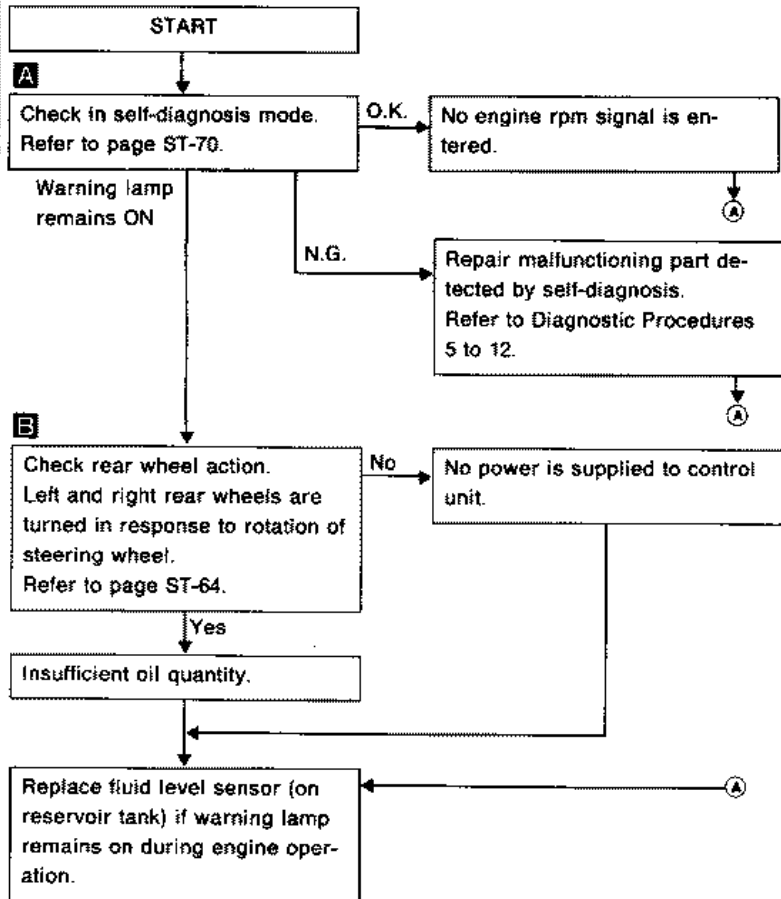 START
A
Check in self-diagnosis mode.
Refer to page ST-70.
O.K.
No engine rpm signal is en-
tered.
A
Warning lamp
remains ON
N.G.
Repair malfunctioning part de-
tected by self-diagnosis.
Refer to Diagnostic Procedures
5 to 12.
A
B
Check rear wheel action.
Left and right rear wheels are
turned in response to rotation of
steering wheel.
Refer to page ST-64.
No
No power is supplied to control
unit.
Yes
Insufficient oil quantity.
Replace fluid level sensor (on
reservoir tank) if warning lamp
remains on during engine oper-
ation.
A